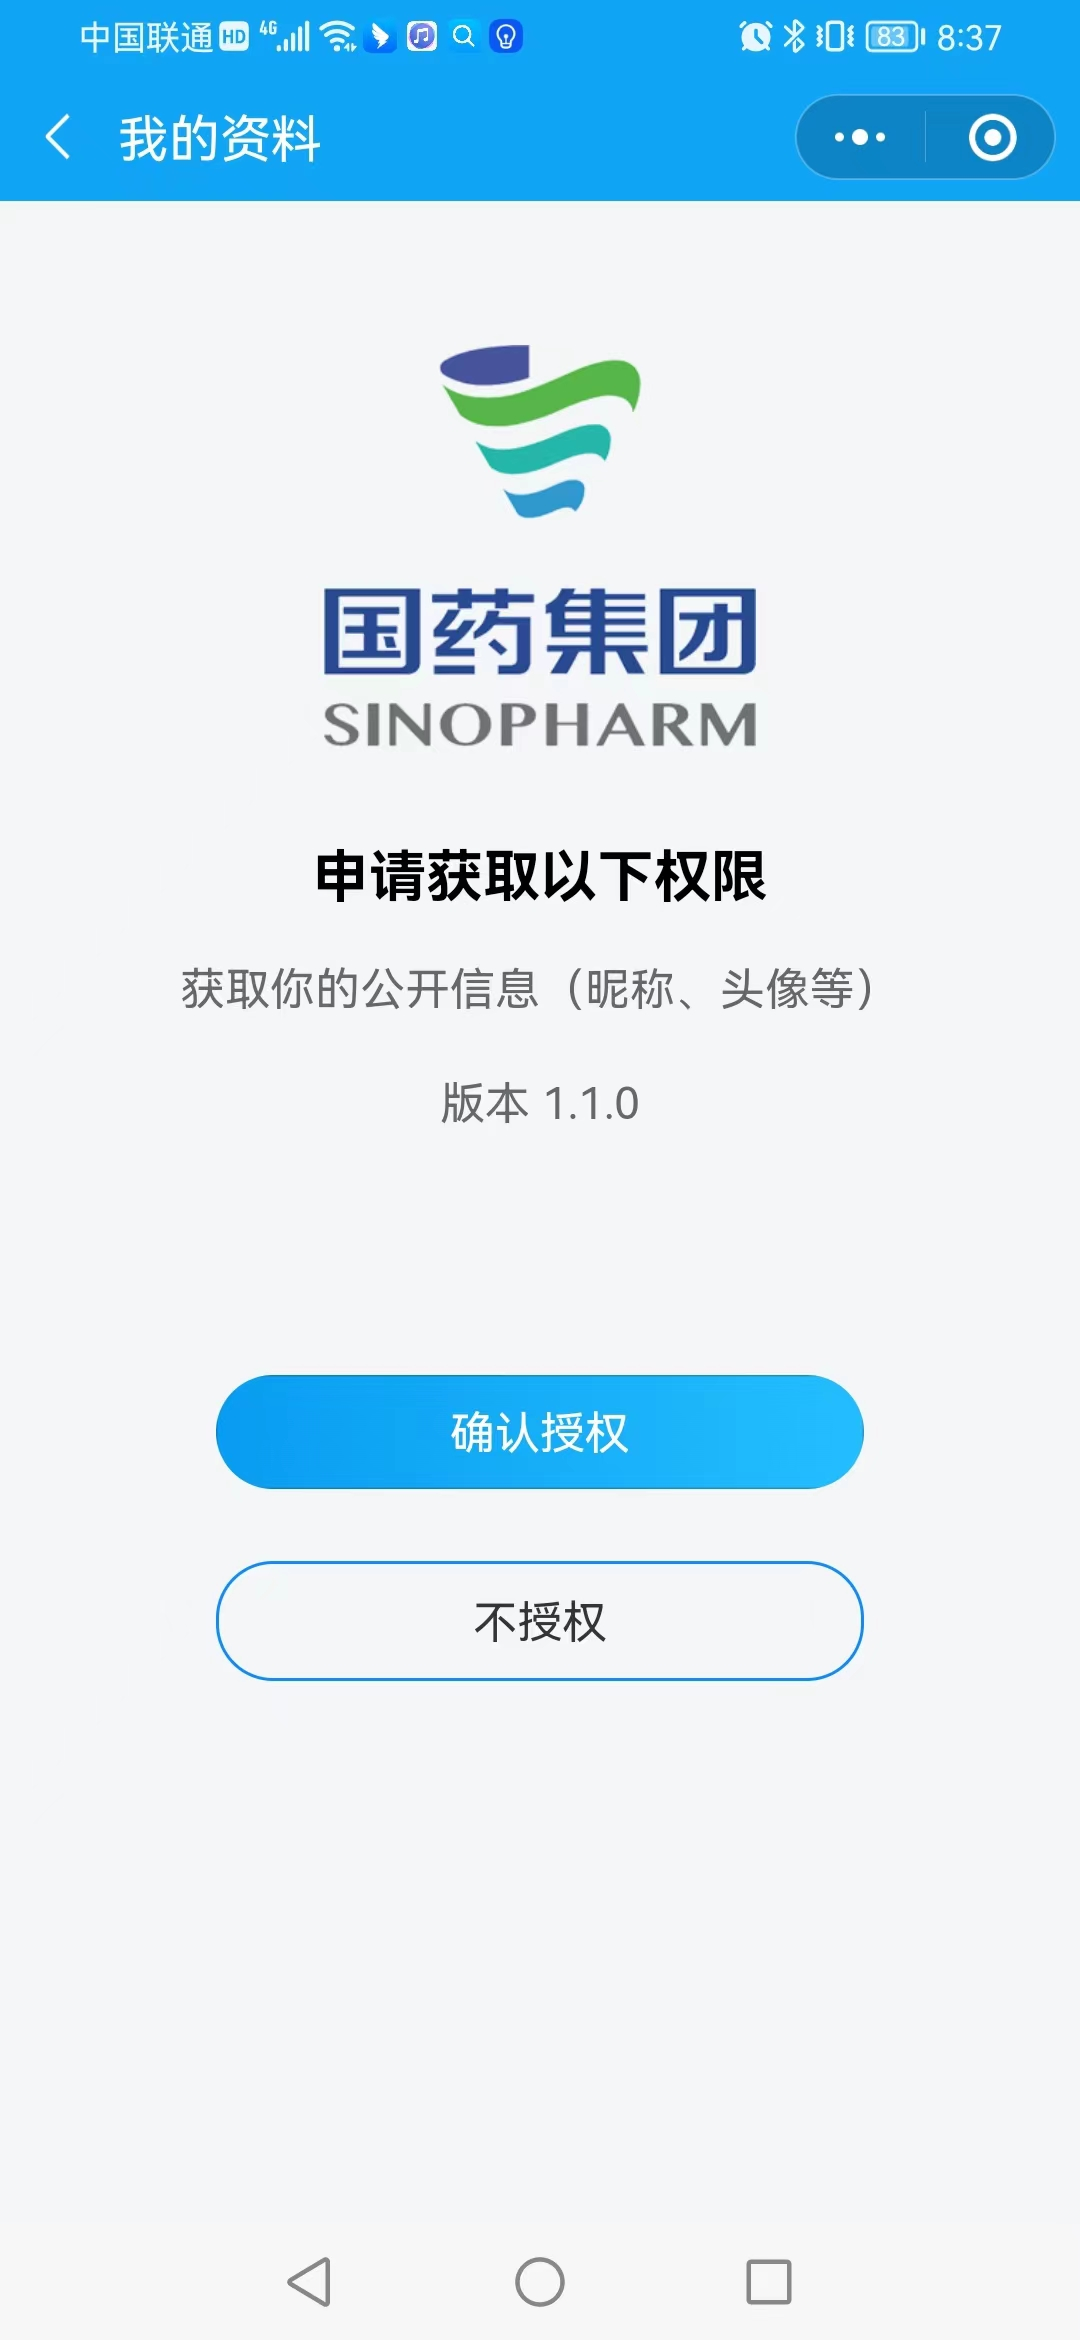 中国联通 HD 4G 83 8:37
我的资料
国药集团
SINOPHARM
申请获取以下权限
获取你的公开信息（昵称、头像等）
版本 1.1.0
确认授权
不授权